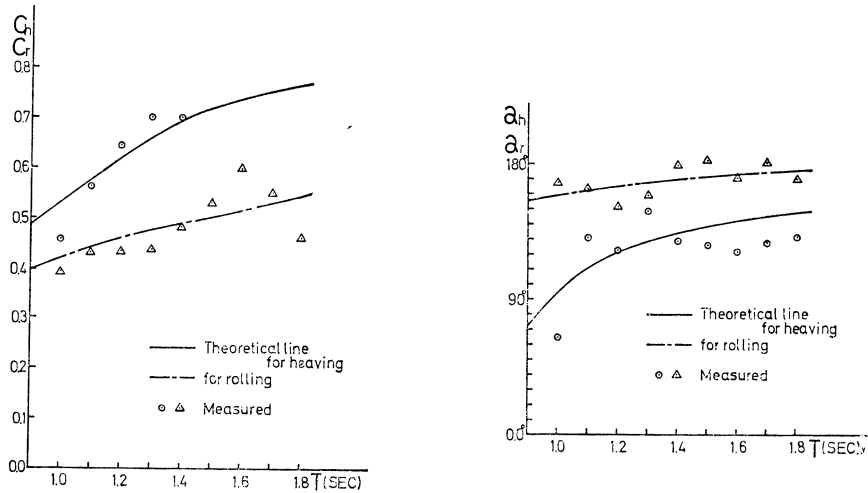 Ch
Cr
0.8
0.7
0.6
0.5
0.4
0.3
0.2
0.1
0.0
1.0 1.2 1.4 1.6 1.8 T(SEC)
Theoretical line
for heaving
for rolling
Measured
ah
ar
180°
90°
0.0°
1.0 1.2 1.4 1.6 1.8 T(SEC).
Theoretical line
for heaving
for rolling
Measured